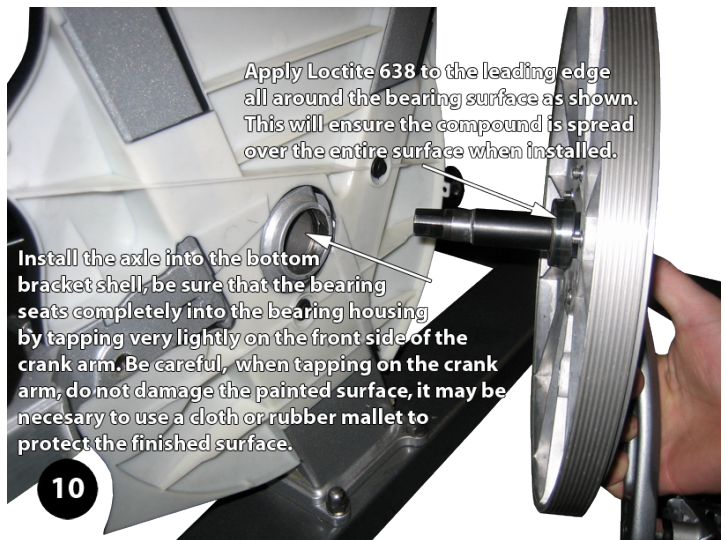 Apply Loctite 638 to the leading edge
all around the bearing surface as shown.
This will ensure the compound is spread
over the entire surface when installed.
Install the axle into the bottom
bracket shell, be sure that the bearing
seats completely into the bearing housing
by tapping very lightly on the front side of the
crank arm. Be careful,  when tapping on the crank
arm, do not damage the painted surface, it may be
necesary to use a cloth or rubber mallet to
protect the finished surface.
10